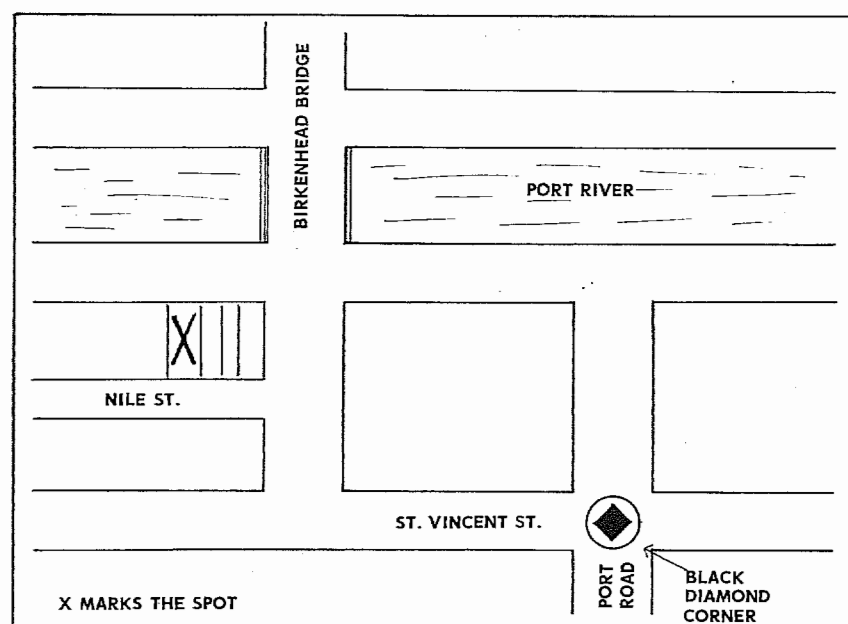 BIRKENHEAD BRIDGE
PORT RIVER
X
NILE ST.
ST. VINCENT ST.
PORT
ROAD
BLACK
DIAMOND
CORNER
X MARKS THE SPOT